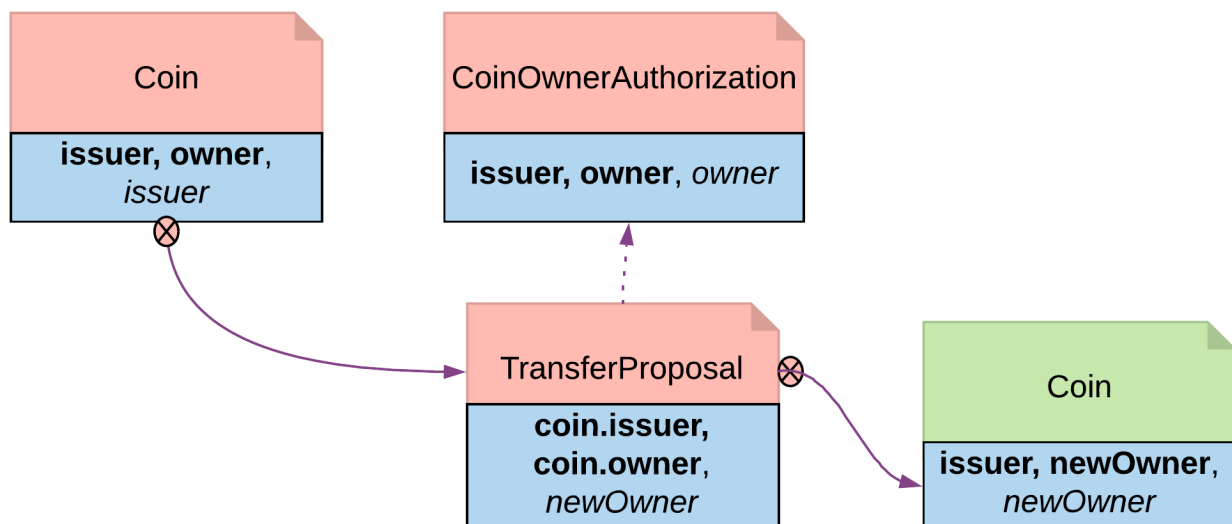 Coin
issuer, owner,
issuer
CoinOwnerAuthorization
issuer, owner, owner
TransferProposal
coin.issuer,
coin.owner,
newOwner
Coin
issuer, newOwner,
newOwner